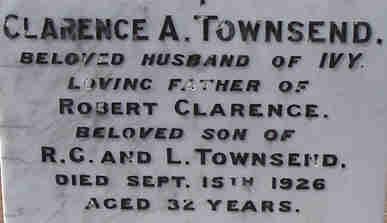 CLARENCE A. TOWNSEND.
BELOVED HUSBAND OF IVY.
LOVING FATHER OF
ROBERT CLARENCE.
BELOVED SON OF
R.G. AND L. TOWNSEND.
DIED SEPT. 15TH 1926
AGED 32 YEARS.